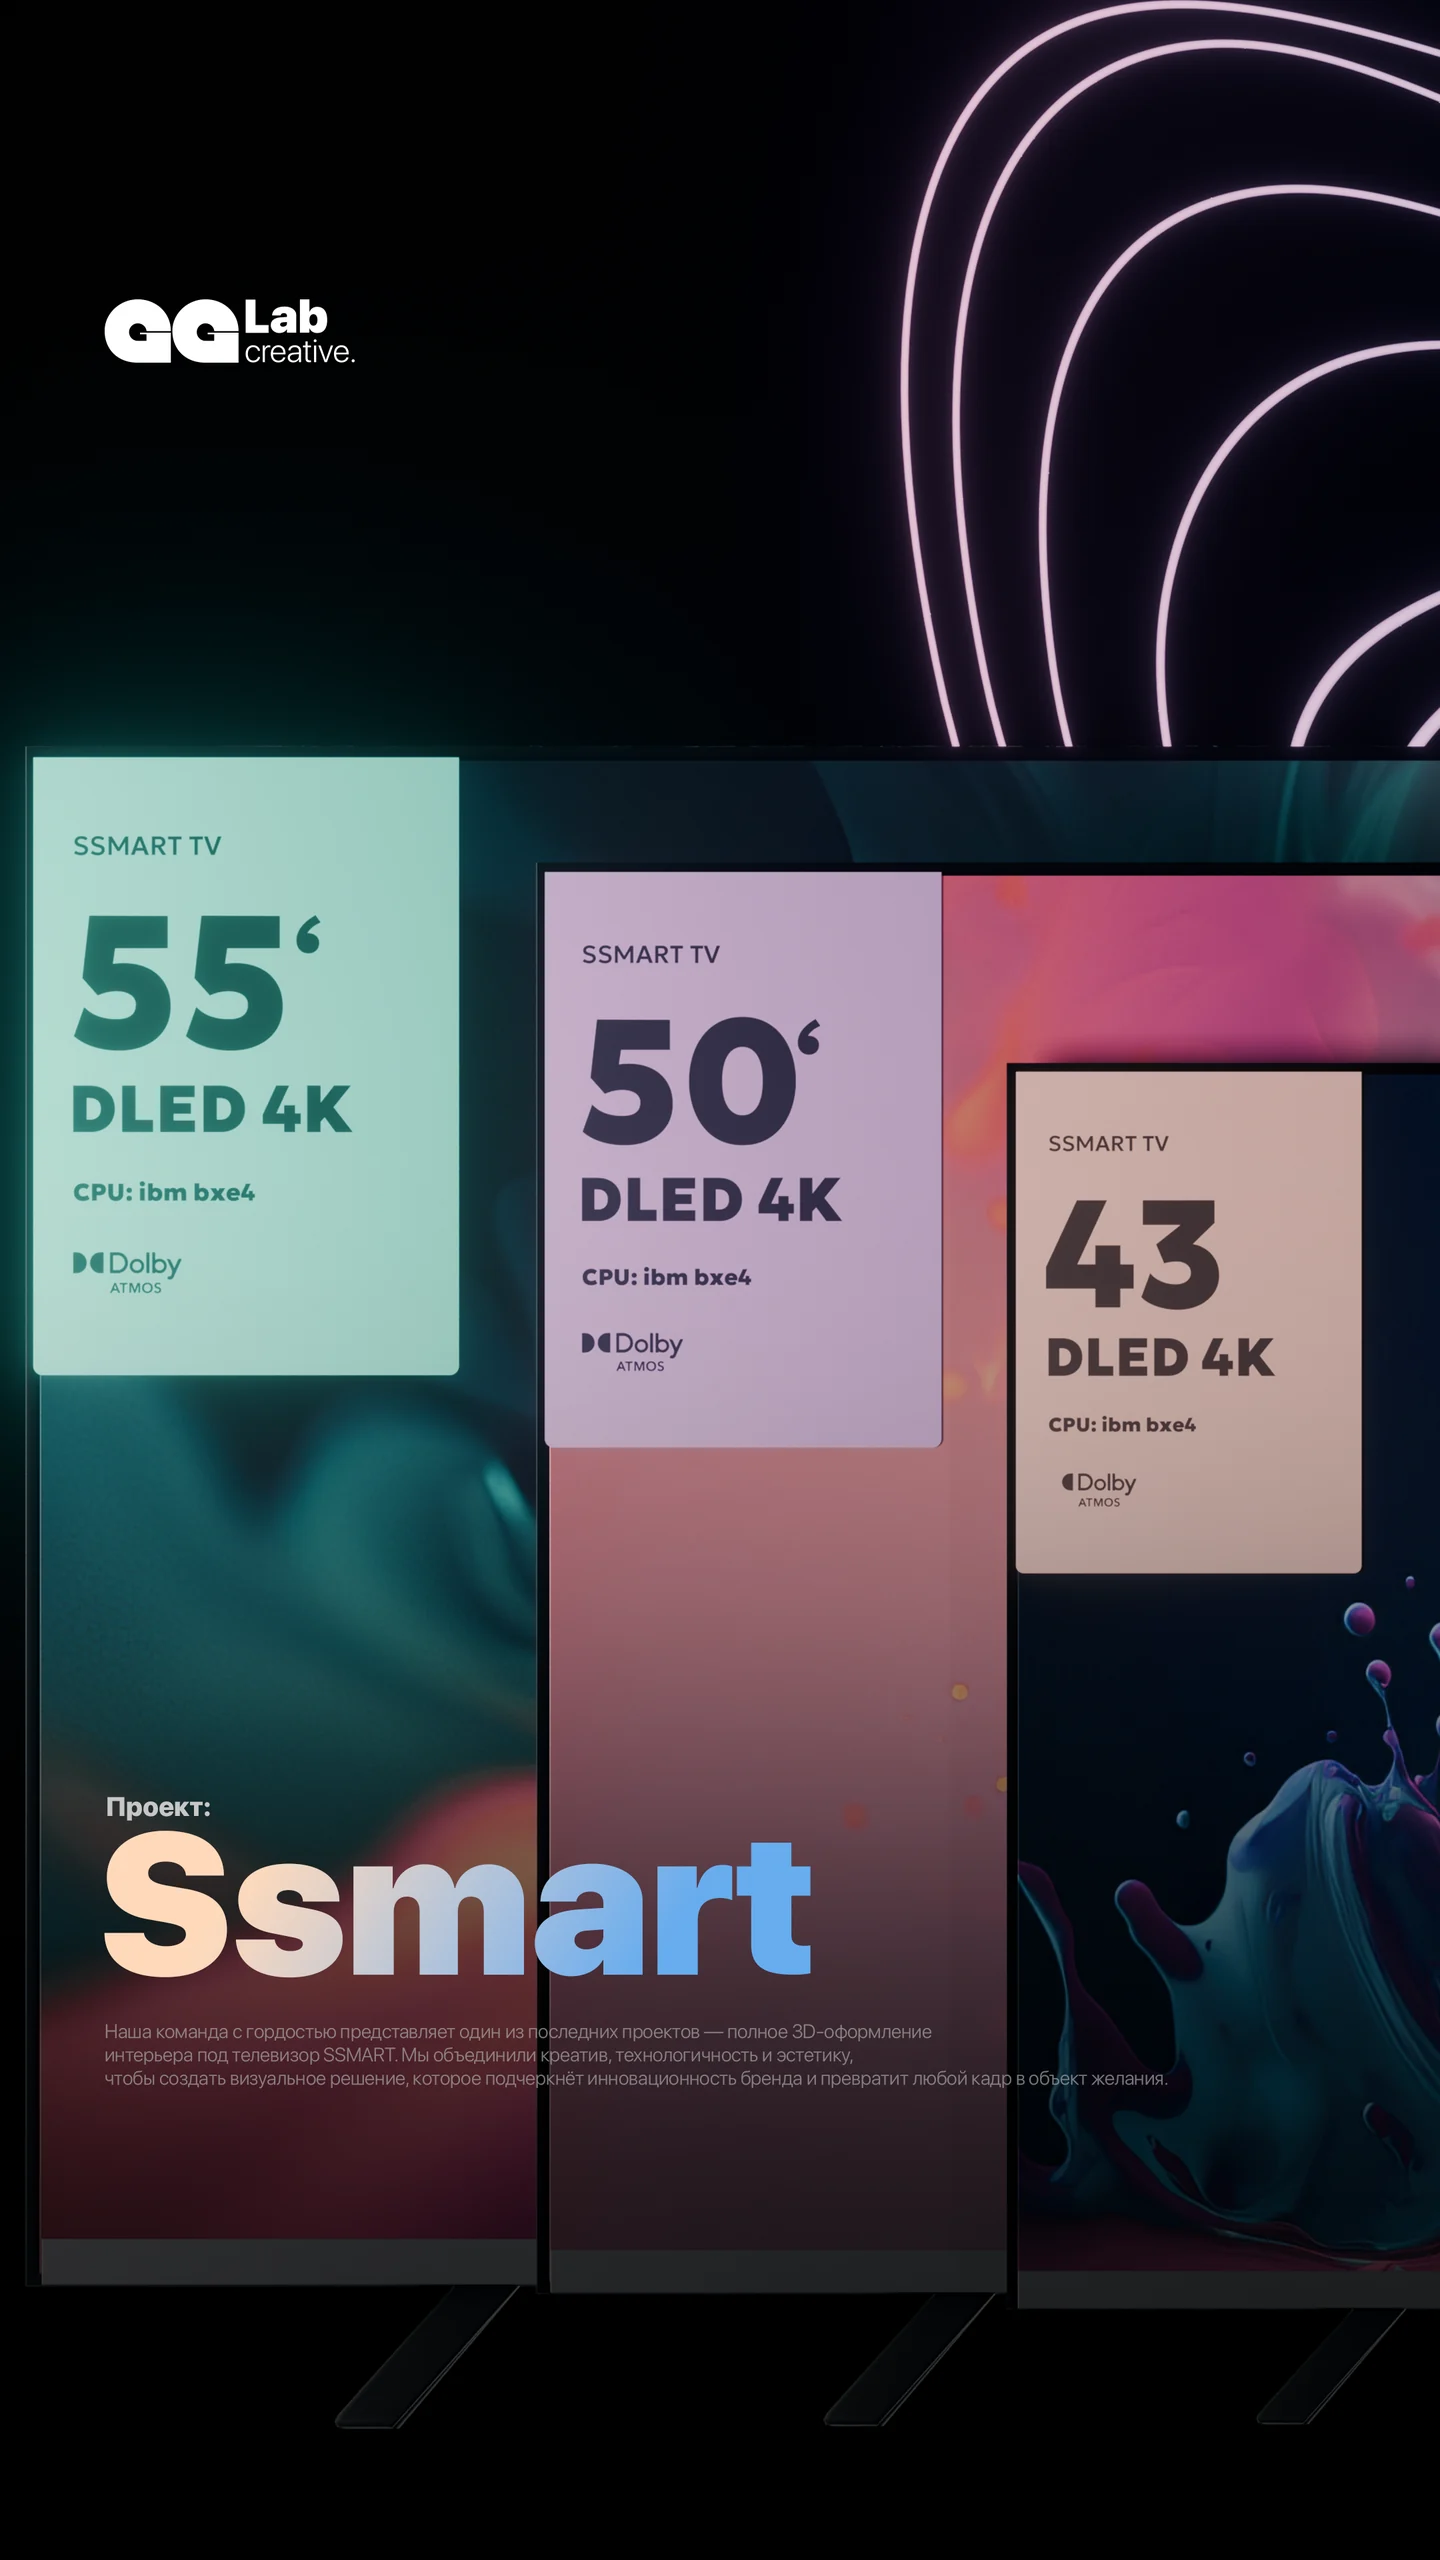 GG Lab
creative.
SSMART TV
55‘
DLED 4K
CPU: ibm bxe4
Dolby
ATMOS
SSMART TV
50‘
DLED 4K
CPU: ibm bxe4
Dolby
ATMOS
SSMART TV
43
DLED 4K
CPU: ibm bxe4
Dolby
ATMOS
Проект:
Ssmart
Наша команда с гордостью представляет один из последних проектов — полное 3D-оформление
интерьера под телевизор SSMART. Мы объединили креатив, технологичность и эстетику,
чтобы создать визуальное решение, которое подчеркнёт инновационность бренда и превратит любой кадр в объект желания.